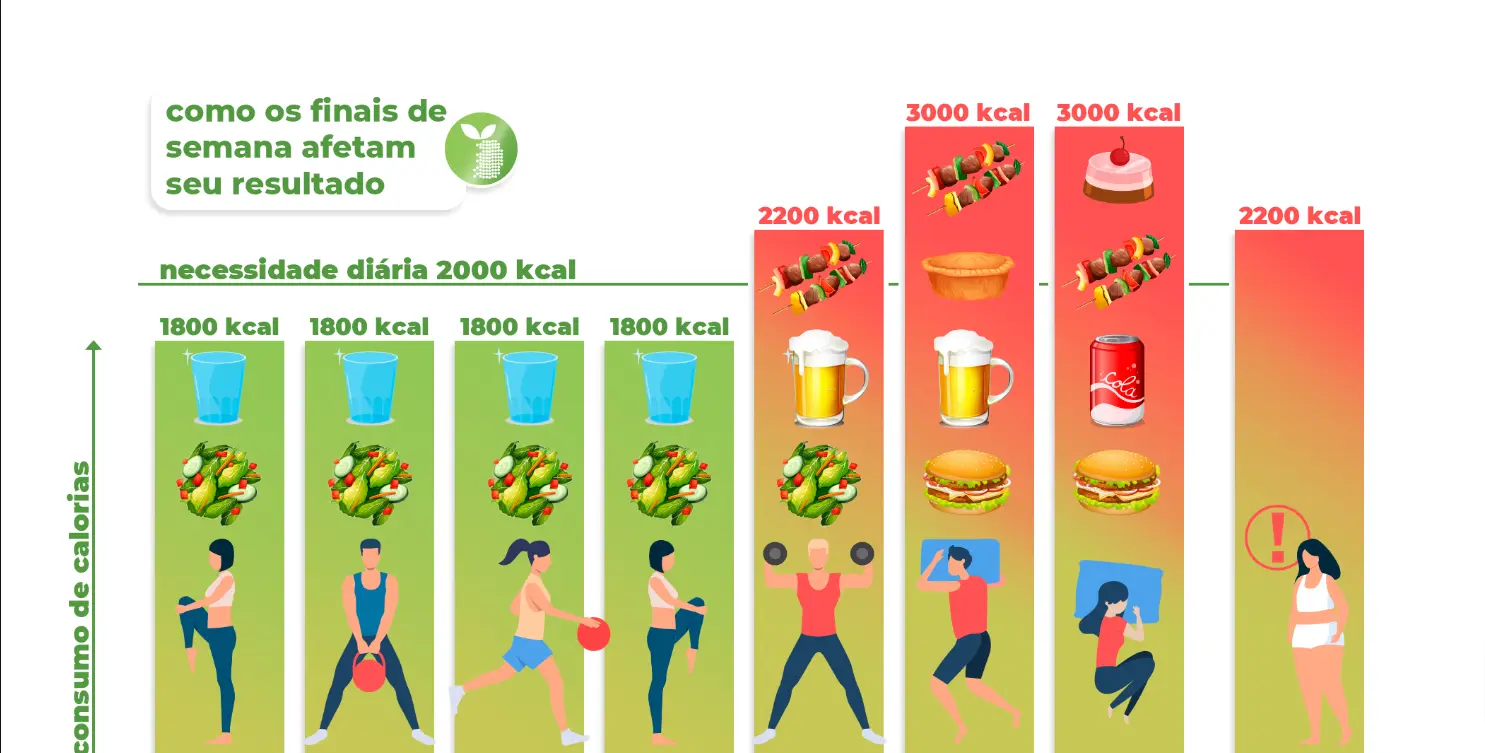 como os finais de
semana afetam
seu resultado
necessidade diária 2000 kcal
1800 kcal
1800 kcal
1800 kcal
1800 kcal
2200 kcal
3000 kcal
3000 kcal
2200 kcal
consumo de calorias
cola
!